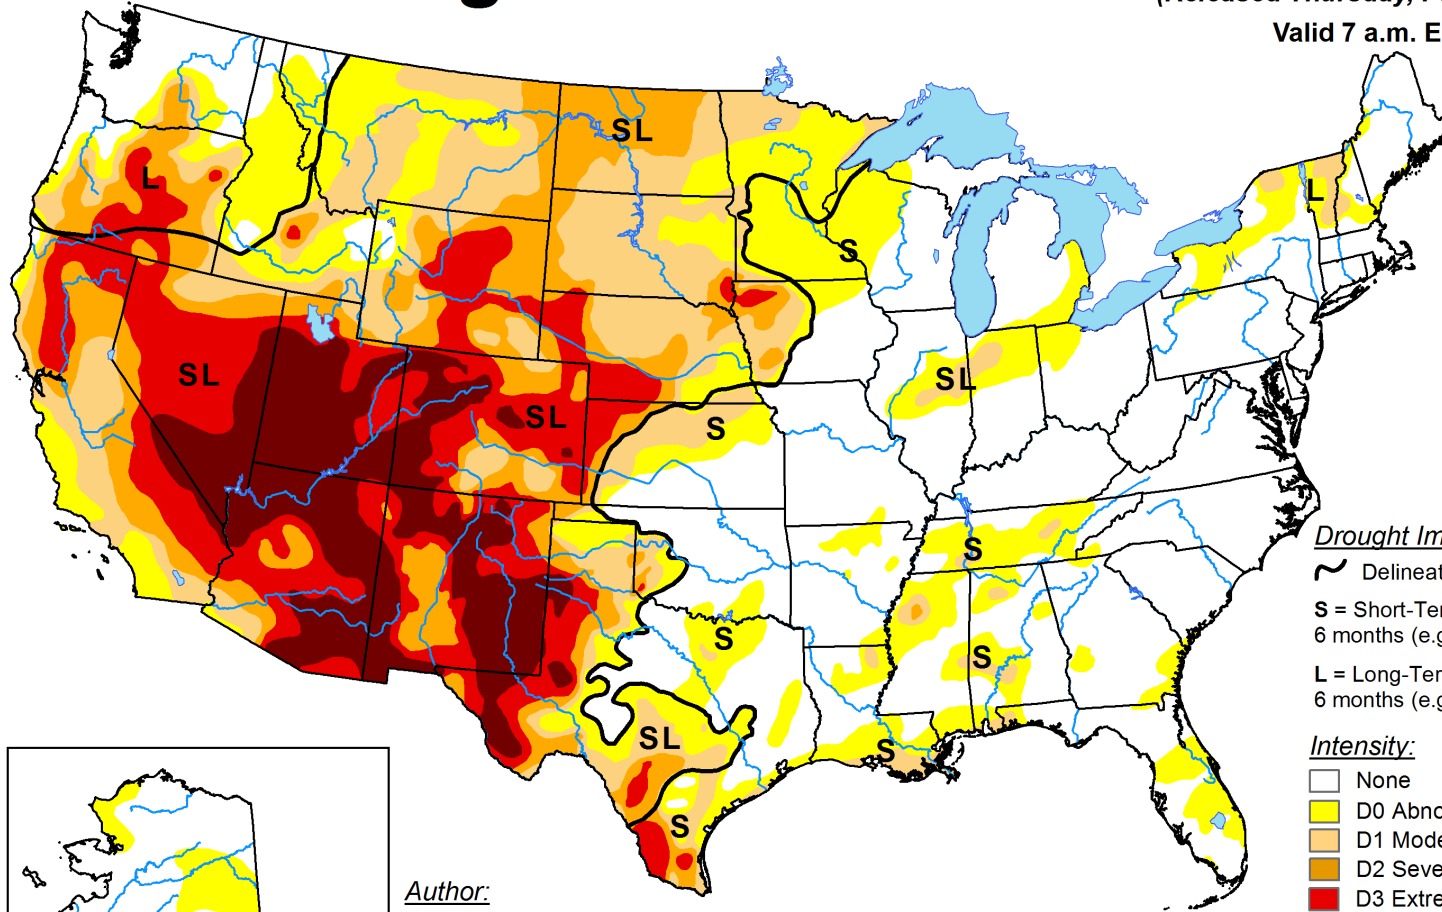 Valid 7 a.m. E
SL
L
L
S
SL
SL
SL
S
S
S
S
SL
S
S
Drought Im
Delineat
S = Short-Ter
6 months (e.g
L = Long-Ter
6 months (e.g
Intensity:
None
D0 Abno
D1 Mode
D2 Seve
D3 Extre
Author: